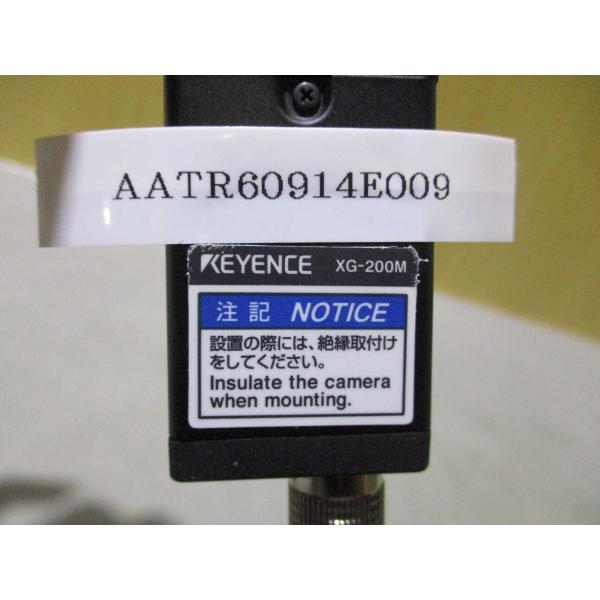 AATR60914E009
KEYENCE XG-200M
注記 NOTICE
設置の際には、絶縁取付け
をしてください。
Insulate the camera
when mounting.